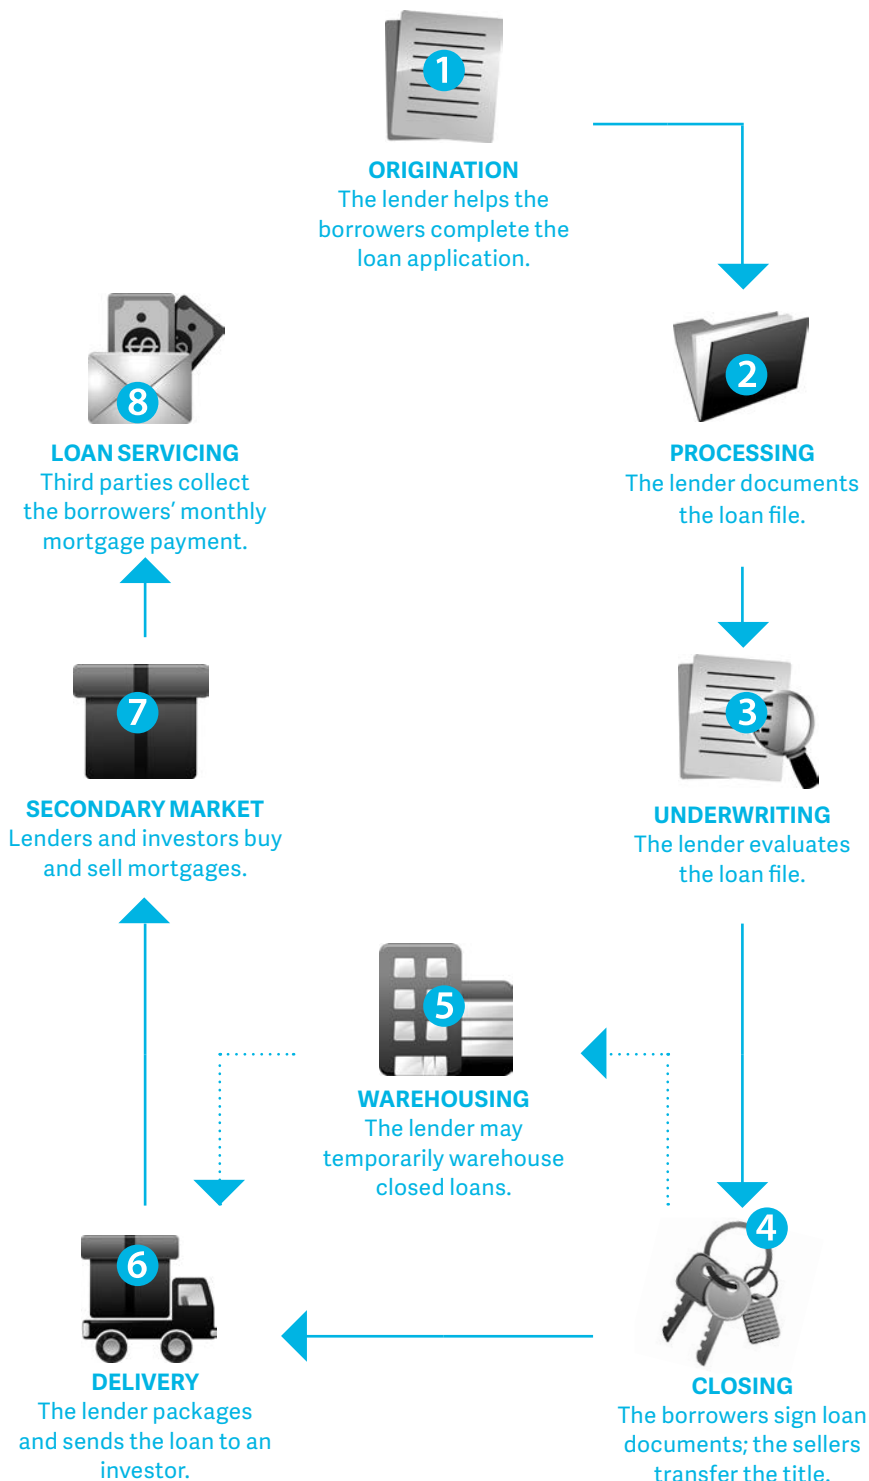 1
ORIGINATION
The lender helps the
borrowers complete the
loan application.
2
PROCESSING
The lender documents
the loan file.
3
UNDERWRITING
The lender evaluates
the loan file.
4
CLOSING
The borrowers sign loan
documents; the sellers
transfer the title.
5
WAREHOUSING
The lender may
temporarily warehouse
closed loans.
6
DELIVERY
The lender packages
and sends the loan to an
investor.
7
SECONDARY MARKET
Lenders and investors buy
and sell mortgages.
$
8
LOAN SERVICING
Third parties collect
the borrowers’ monthly
mortgage payment.